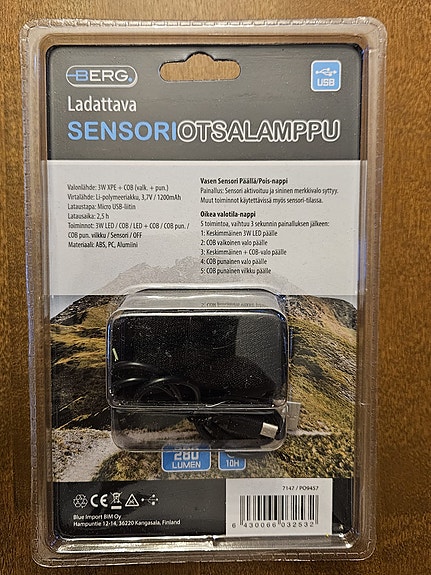 BERG.
USB
Ladattava
SENSORIOTSALAMPPU
Valonlähde: 3W XPE + COB (valk. + pun.)
Virtalähde: Li-polymeeriakku, 3,7V / 1200mAh
Lataustapa: Micro USB-liitin
Latausaika: 2,5 h
Toiminnot: 3W LED / COB / LED + COB / COB pun. /
COB pun. vilkku / Sensori / OFF
Materiaali: ABS, PC, Alumiini
Vasen Sensori Päällä/Pois-nappi
Painallus: Sensori aktivoituu ja sininen merkkivalo syttyy.
Muut toiminnot käytettävissä myös sensori-tilassa.
Oikea valotila-nappi
5 toimintoa, vaihtuu 3 sekunnin painalluksen jälkeen:
1: Keskimmäinen 3W LED päälle
2: COB valkoinen valo päälle
3: Keskimmäinen + COB-valo päälle
4: COB punainen valo päälle
5: COB punainen vilkku päälle
280
LUMEN
10H
CE
Blue Import BIM Oy
Hampuntie 12-14, 36220 Kangasala, Finland
7147 / PO9457
6 430066 032532